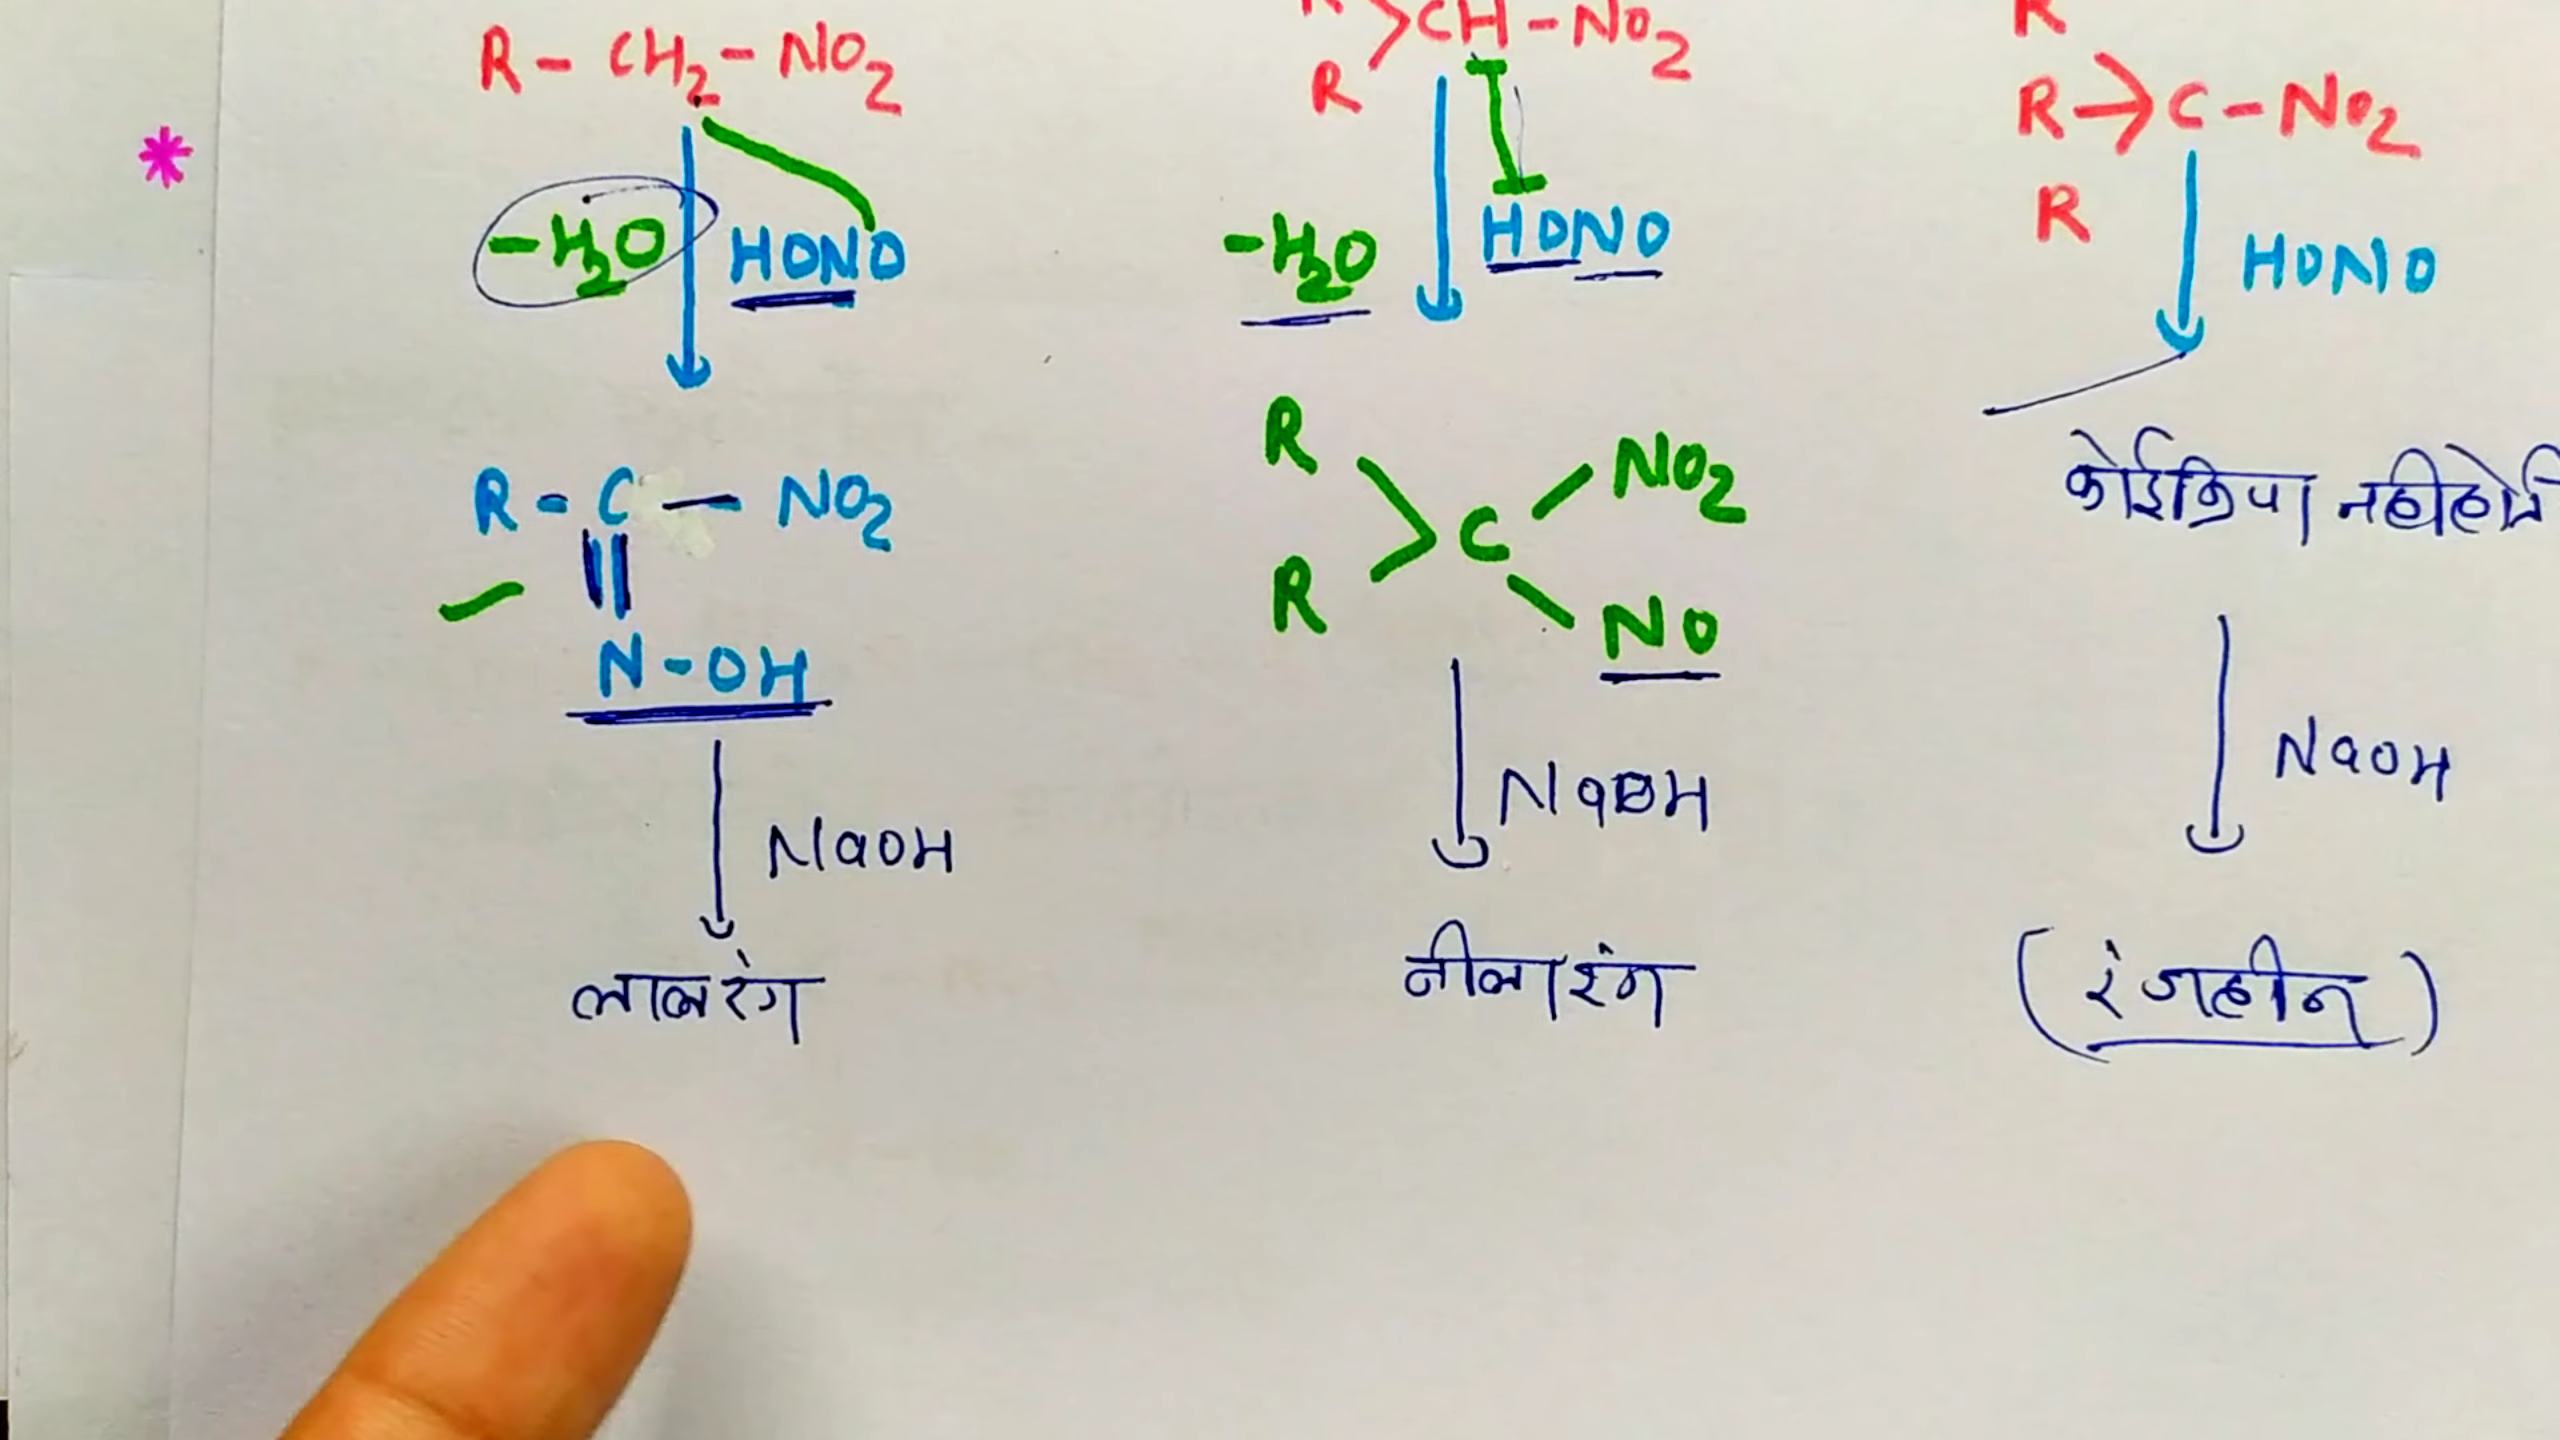 R - CH2 - NO2
-H2O HONO
R - C - NO2
||
N - OH
NaOH
लाल रंग
R
R > CH - NO2
-H2O HONO
R
R > C
NO2
NO
NaOH
नीला रंग
R
R → C - NO2
R
HONO
कोई क्रिया नहीं
NaOH
(रंगहीन)